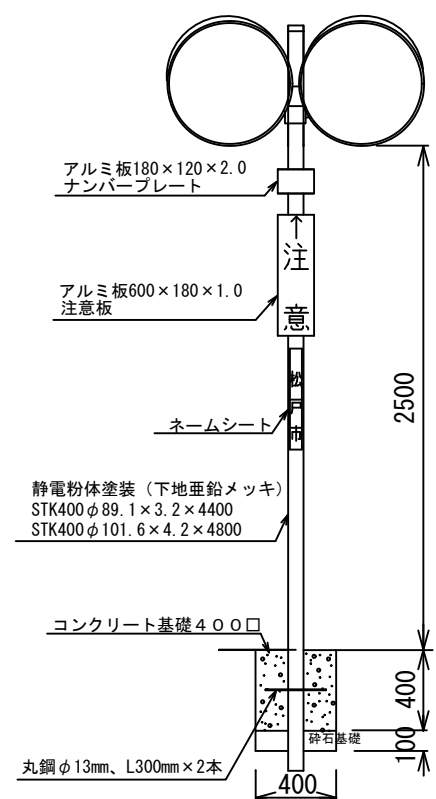 アルミ板180×120×2.0
ナンバープレート
↑
注
意
アルミ板600×180×1.0
注意板
松
戸
市
ネームシート
2500
静電粉体塗装（下地亜鉛メッキ）
STK400φ89.1×3.2×4400
STK400φ101.6×4.2×4800
コンクリート基礎４００□
400
砕石基礎
100
丸鋼φ13mm、L300mm×2本
400